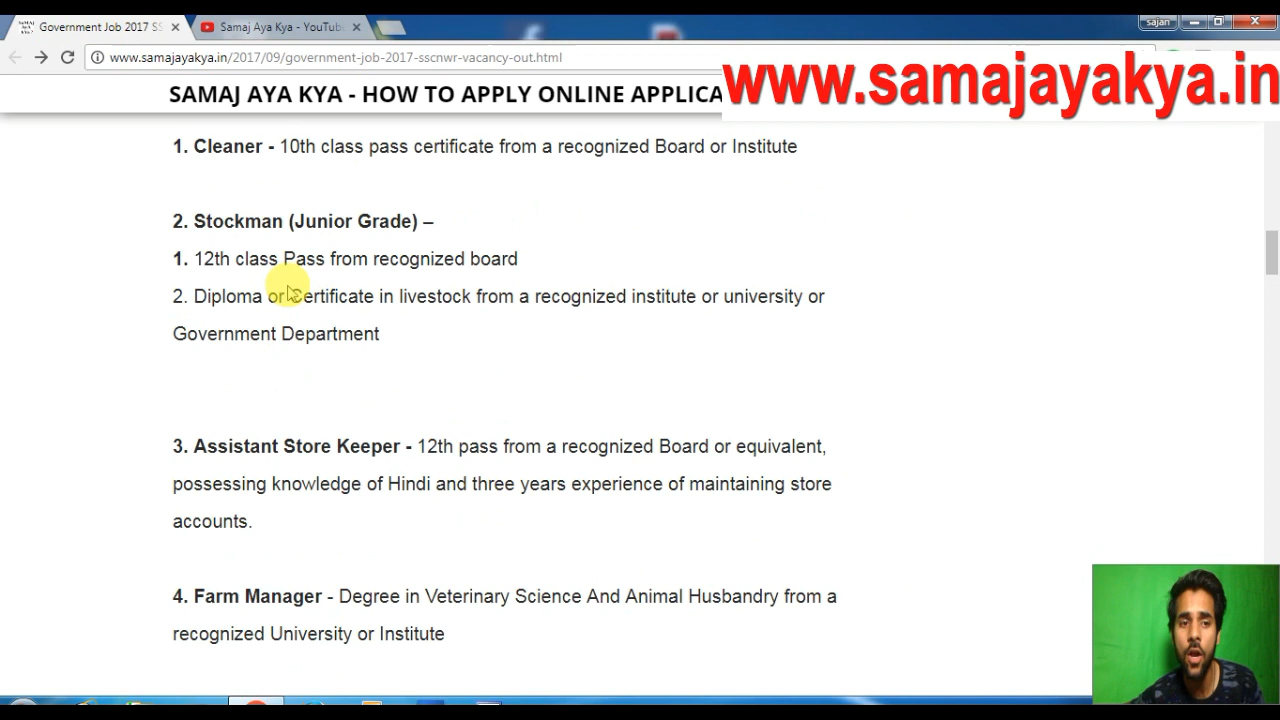 Government Job 2017 SS
Samaj Aya Kya - YouTub
sajan
www.samajayakya.in/2017/09/government-job-2017-sscnwr-vacancy-out.html
www.samajayakya.in
SAMAJ AYA KYA - HOW TO APPLY ONLINE APPLICA
1. Cleaner - 10th class pass certificate from a recognized Board or Institute
2. Stockman (Junior Grade) –
1. 12th class Pass from recognized board
2. Diploma or Certificate in livestock from a recognized institute or university or
Government Department
3. Assistant Store Keeper - 12th pass from a recognized Board or equivalent,
possessing knowledge of Hindi and three years experience of maintaining store
accounts.
4. Farm Manager - Degree in Veterinary Science And Animal Husbandry from a
recognized University or Institute